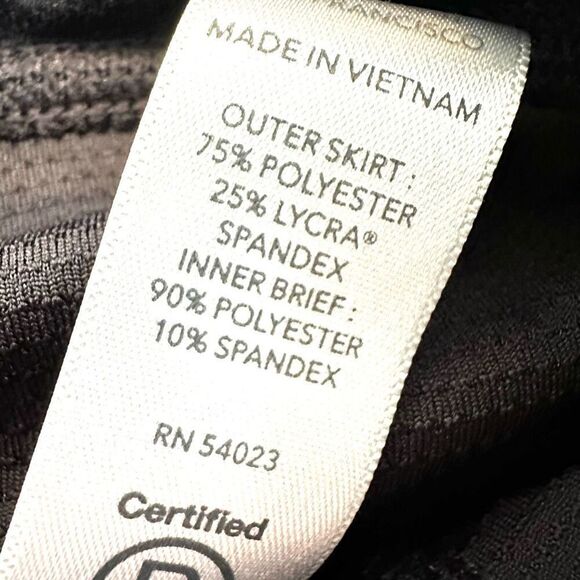 FRANCISCO
MADE IN VIETNAM
OUTER SKIRT:
75% POLYESTER
25% LYCRA®
SPANDEX
INNER BRIEF:
90% POLYESTER
10% SPANDEX
RN 54023
Certified
B